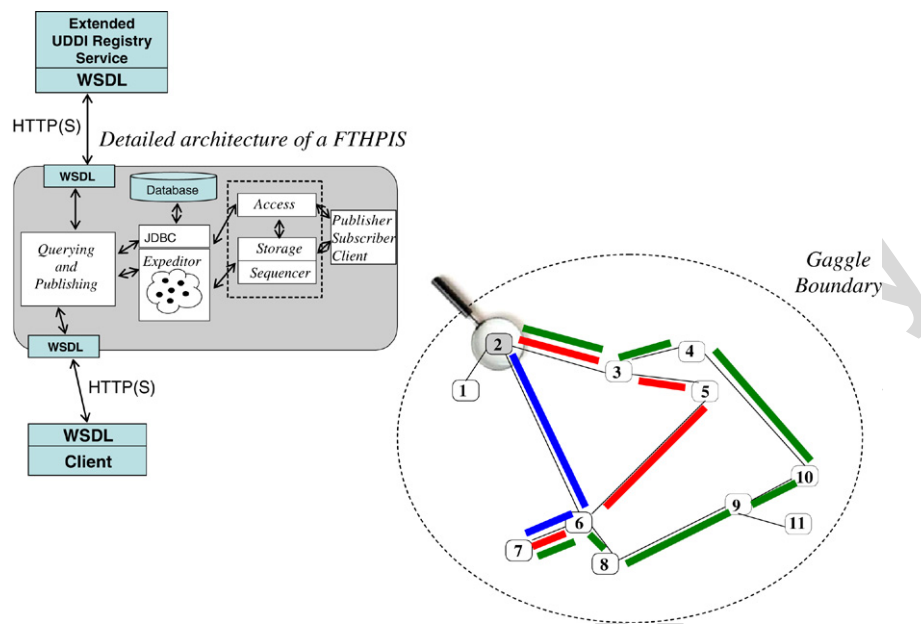 Extended
UDDI Registry
Service
WSDL
HTTP(S)
Detailed architecture of a FTHPIS
WSDL
Database
Access
Publisher
Subscriber
Client
JDBC
Querying
and
Publishing
Expeditor
Storage
Sequencer
WSDL
HTTP(S)
WSDL
Client
Gaggle
Boundary
2
4
3
1
5
10
9
11
6
7
8